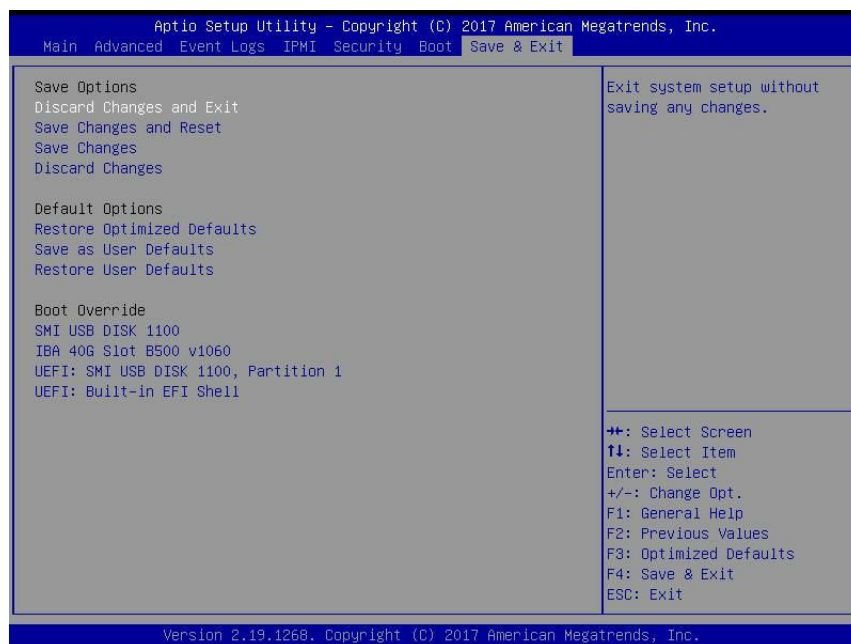 Aptio Setup Utility – Copyright (C) 2017 American Megatrends, Inc.
Main Advanced Event Logs IPMI Security Boot Save & Exit
Save Options
Discard Changes and Exit
Save Changes and Reset
Save Changes
Discard Changes
Default Options
Restore Optimized Defaults
Save as User Defaults
Restore User Defaults
Boot Override
SMI USB DISK 1100
IBA 40G Slot B500 v1060
UEFI: SMI USB DISK 1100, Partition 1
UEFI: Built-in EFI Shell
Exit system setup without
saving any changes.
→←: Select Screen
↑↓: Select Item
Enter: Select
+/-: Change Opt.
F1: General Help
F2: Previous Values
F3: Optimized Defaults
F4: Save & Exit
ESC: Exit
Version 2.19.1268. Copyright (C) 2017 American Megatrends, Inc.